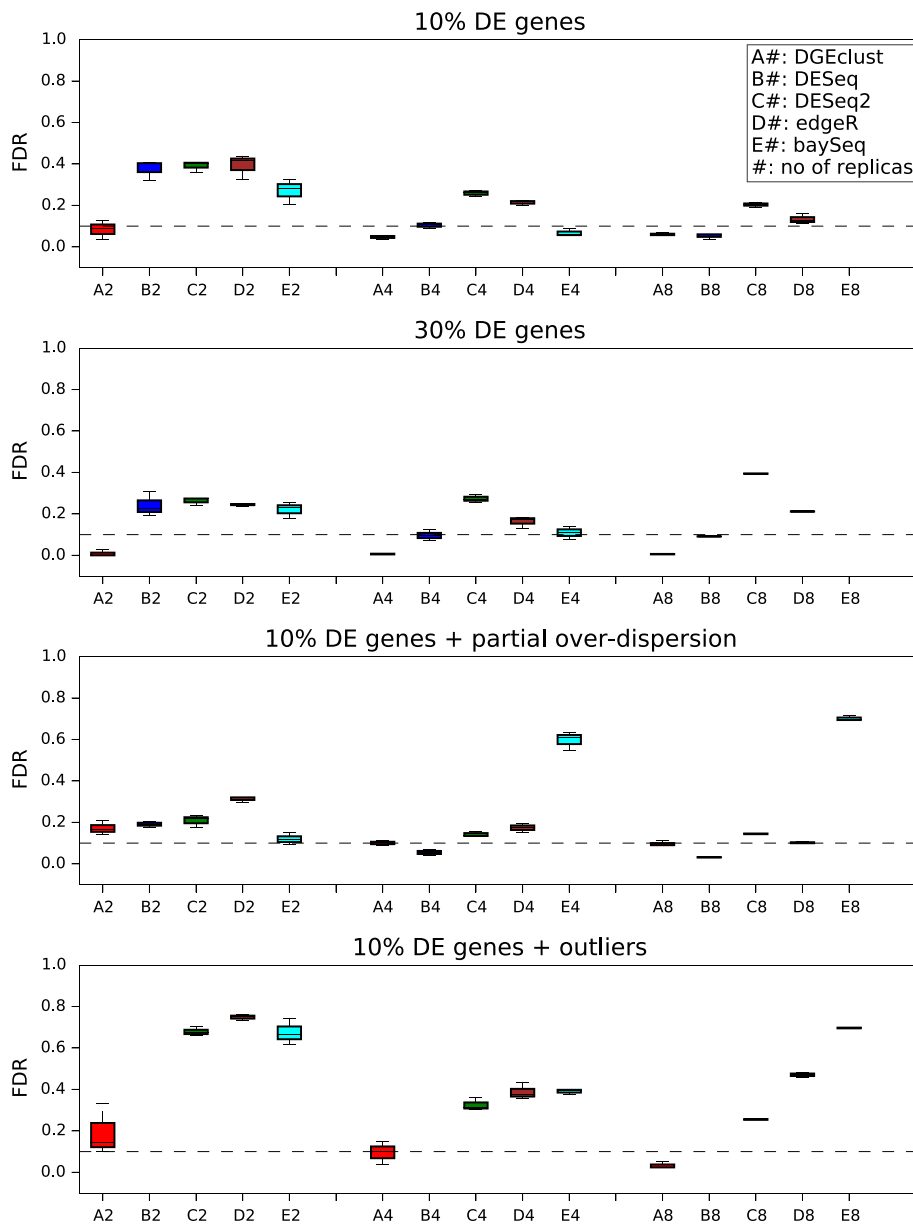 10% DE genes
1.0
0.8
0.6
0.4
0.2
0.0
FDR
A#: DGEclust
B#: DESeq
C#: DESeq2
D#: edgeR
E#: baySeq
#: no of replicas
A2 B2 C2 D2 E2 A4 B4 C4 D4 E4 A8 B8 C8 D8 E8
30% DE genes
1.0
0.8
0.6
0.4
0.2
0.0
FDR
A2 B2 C2 D2 E2 A4 B4 C4 D4 E4 A8 B8 C8 D8 E8
10% DE genes + partial over-dispersion
1.0
0.8
0.6
0.4
0.2
0.0
FDR
A2 B2 C2 D2 E2 A4 B4 C4 D4 E4 A8 B8 C8 D8 E8
10% DE genes + outliers
1.0
0.8
0.6
0.4
0.2
0.0
FDR
A2 B2 C2 D2 E2 A4 B4 C4 D4 E4 A8 B8 C8 D8 E8